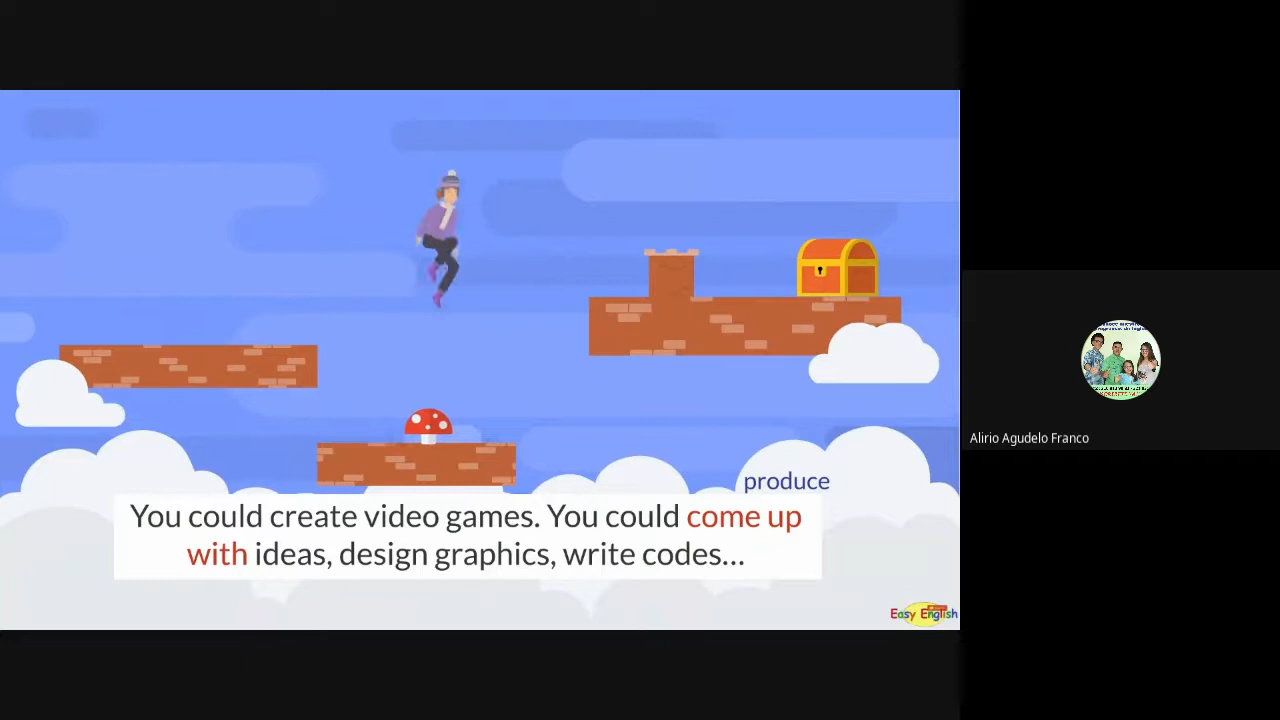 produce
You could create video games. You could come up
with ideas, design graphics, write codes...
Easy English
Alirio Agudelo Franco